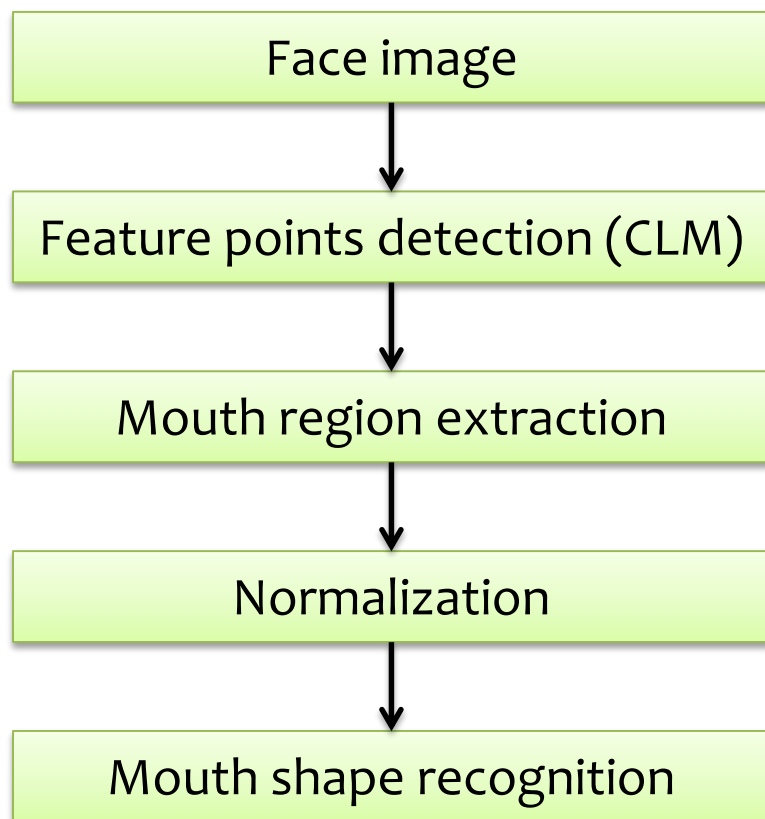 Face image
Feature points detection (CLM)
Mouth region extraction
Normalization
Mouth shape recognition